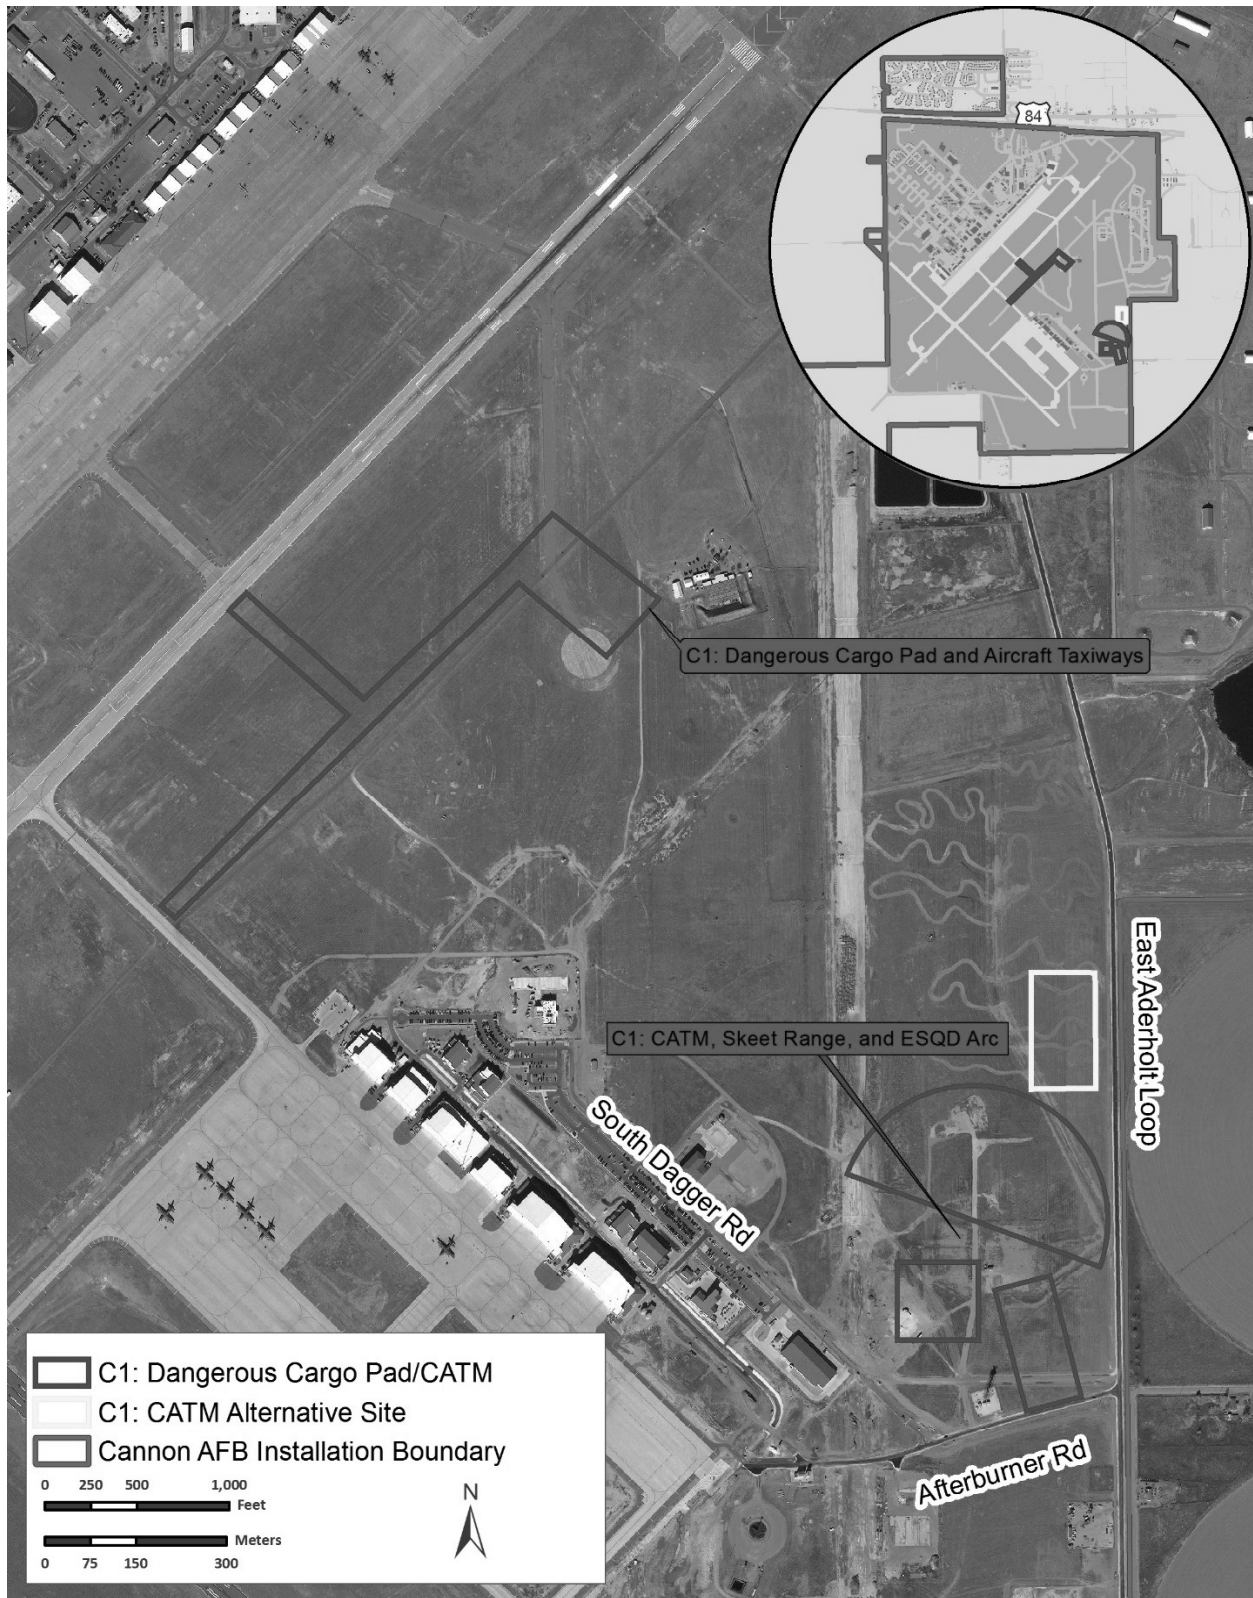 84
C1: Dangerous Cargo Pad and Aircraft Taxiways
East Aderholt Loop
C1: CATM, Skeet Range, and ESQD Arc
South Dagger Rd
Afterburner Rd
C1: Dangerous Cargo Pad/CATM
C1: CATM Alternative Site
Cannon AFB Installation Boundary
0 250 500 1,000
Feet
Meters
0 75 150 300
N